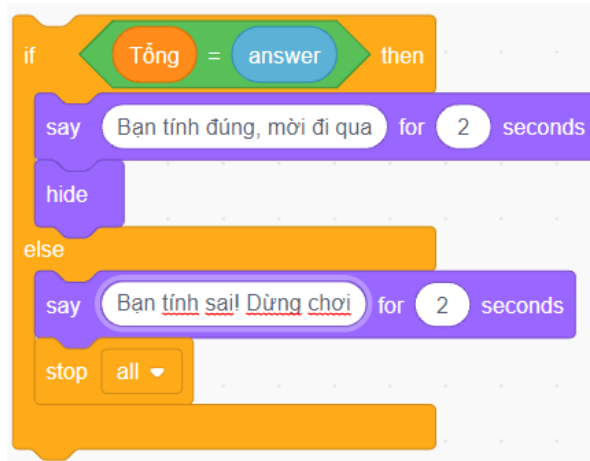 if Tổng = answer then
say Bạn tính đúng, mời đi qua for 2 seconds
hide
else
say Bạn tính sai! Dừng chơi for 2 seconds
stop all